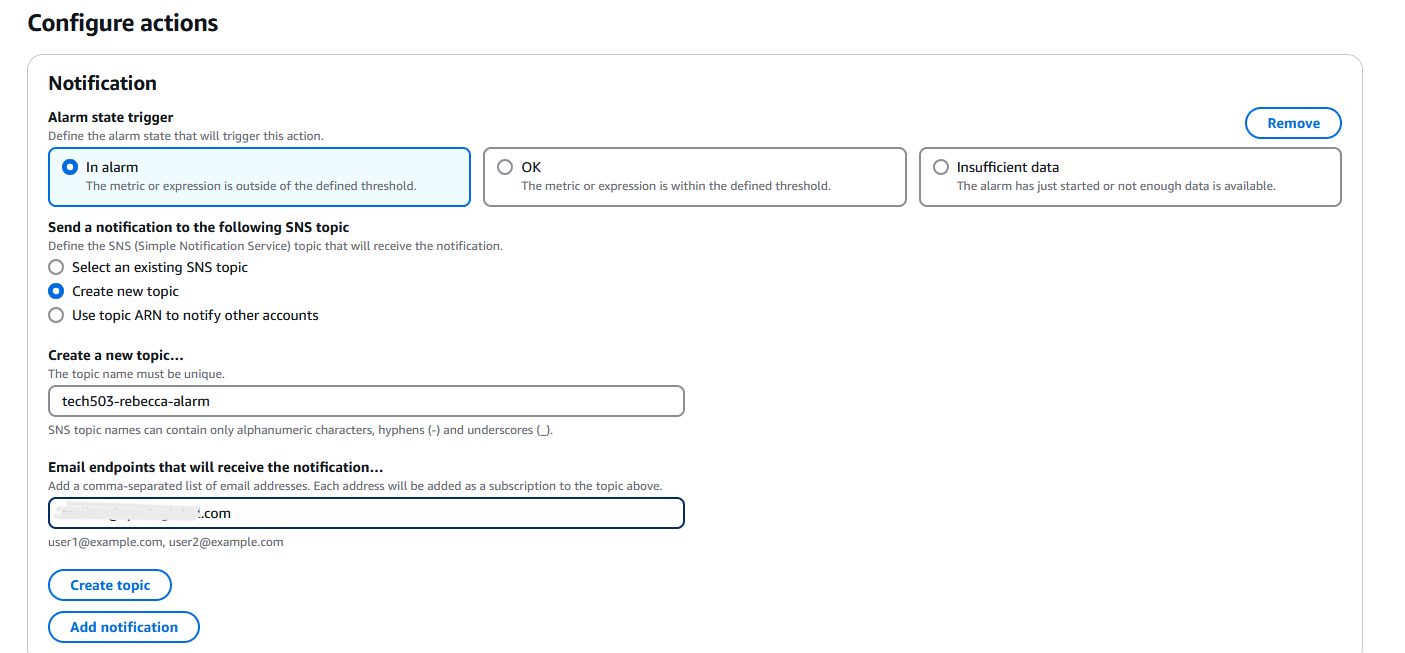 Configure actions
Notification
Alarm state trigger
Define the alarm state that will trigger this action.
Remove
In alarm
The metric or expression is outside of the defined threshold.
OK
The metric or expression is within the defined threshold.
Insufficient data
The alarm has just started or not enough data is available.
Send a notification to the following SNS topic
Define the SNS (Simple Notification Service) topic that will receive the notification.
Select an existing SNS topic
Create new topic
Use topic ARN to notify other accounts
Create a new topic...
The topic name must be unique.
tech503-rebecca-alarm
SNS topic names can contain only alphanumeric characters, hyphens (-) and underscores (_).
Email endpoints that will receive the notification...
Add a comma-separated list of email addresses. Each address will be added as a subscription to the topic above.
.com
user1@example.com, user2@example.com
Create topic
Add notification